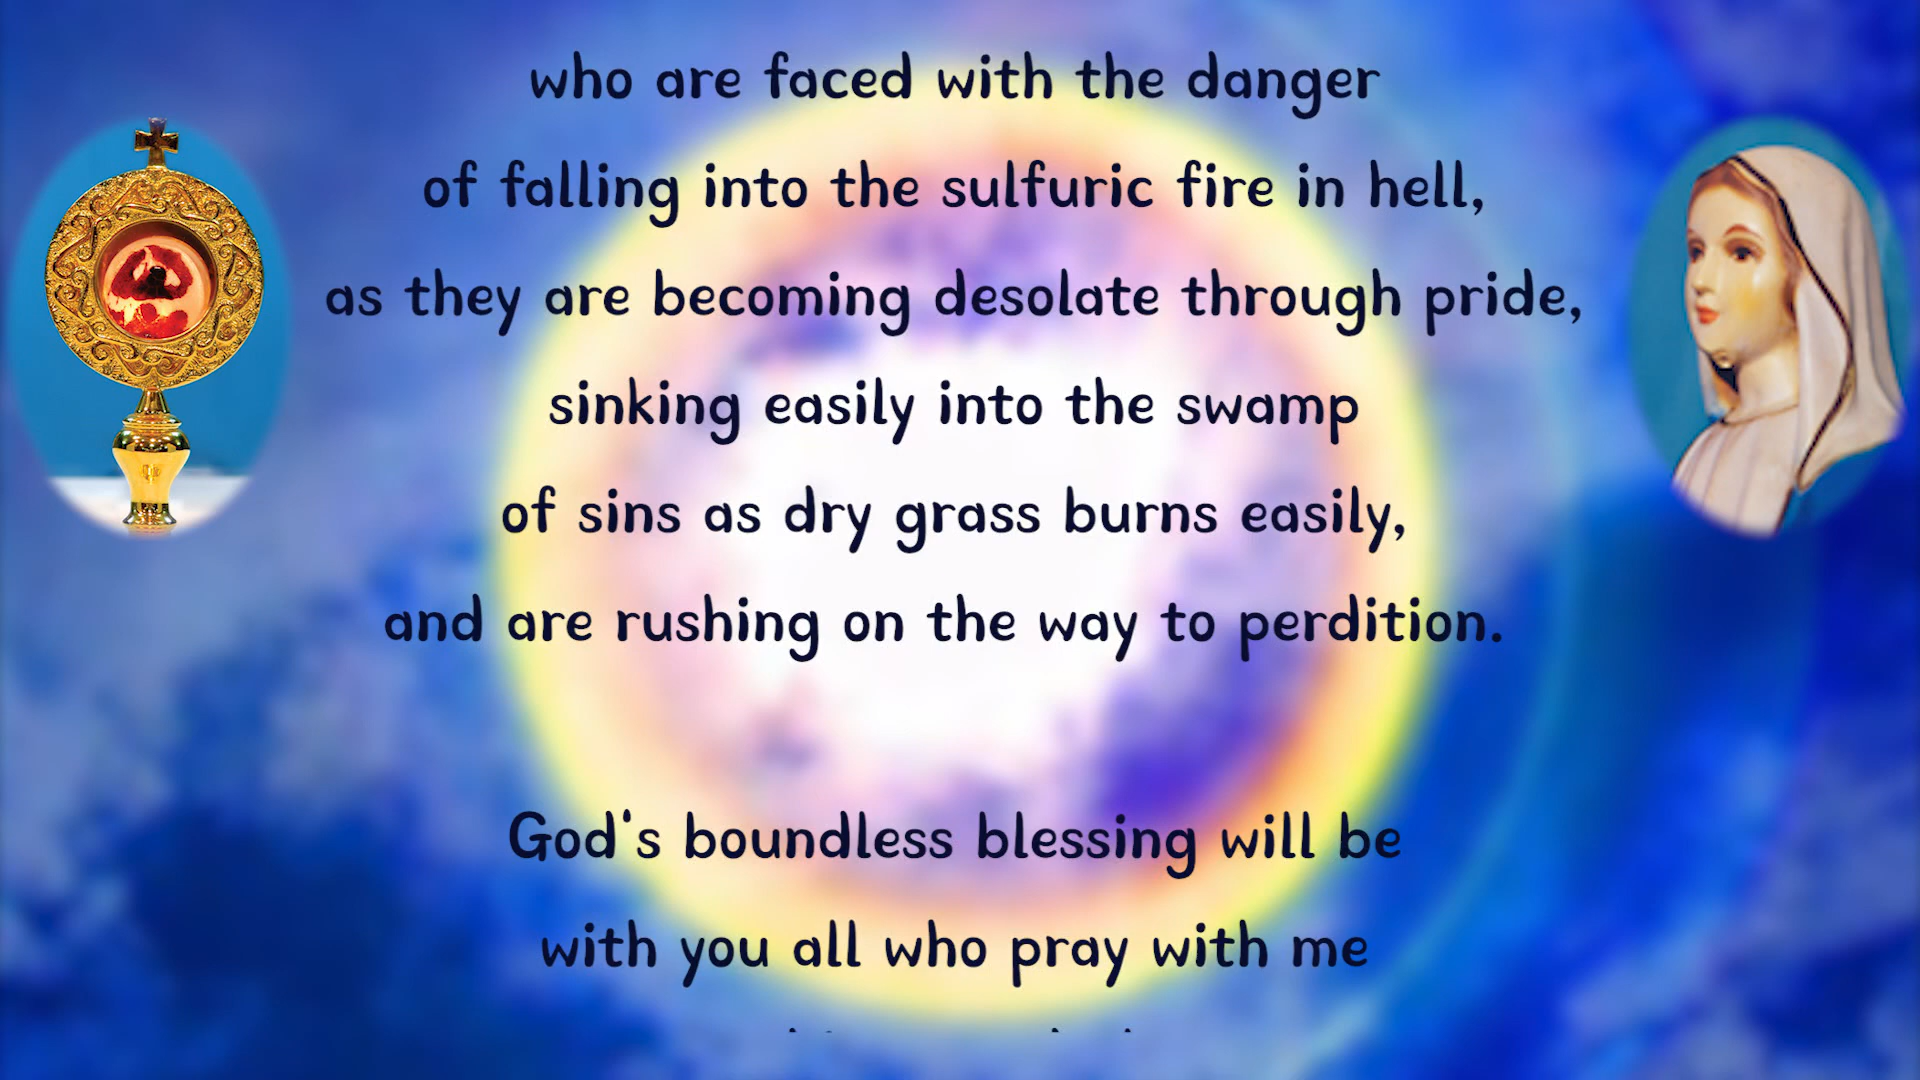 who are faced with the danger
of falling into the sulfuric fire in hell,
as they are becoming desolate through pride,
sinking easily into the swamp
of sins as dry grass burns easily,
and are rushing on the way to perdition.
God's boundless blessing will be
with you all who pray with me